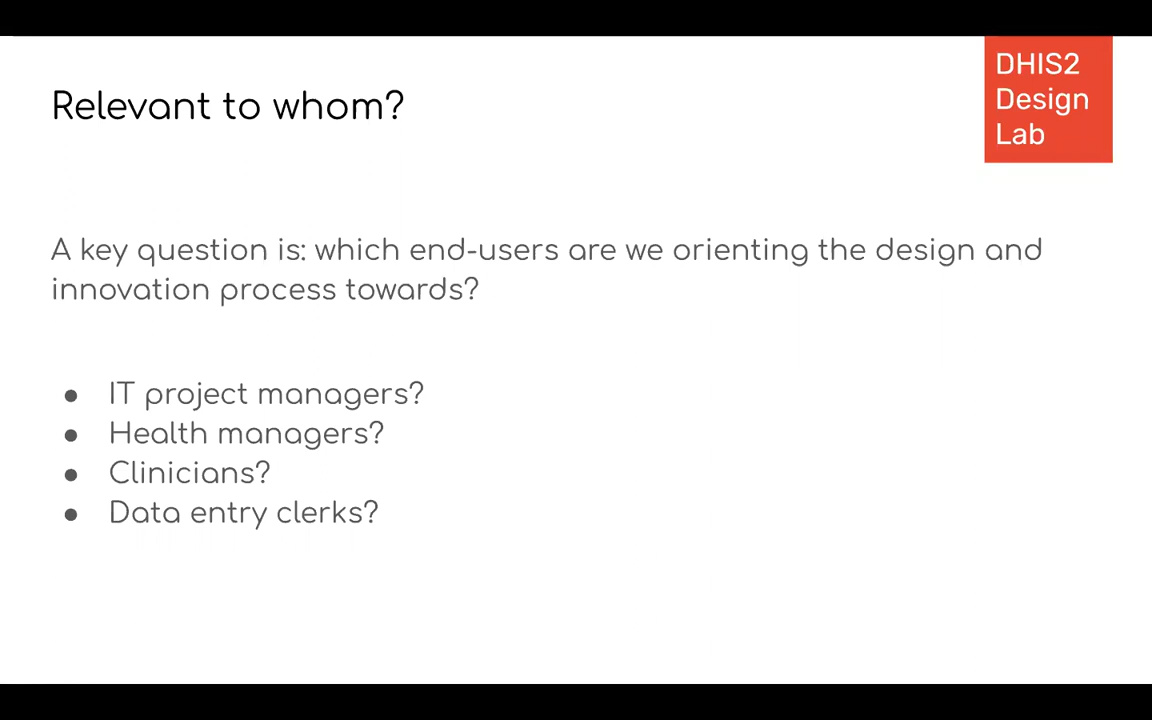 Relevant to whom?
DHIS2
Design
Lab
A key question is: which end-users are we orienting the design and
innovation process towards?
● IT project managers?
● Health managers?
● Clinicians?
● Data entry clerks?